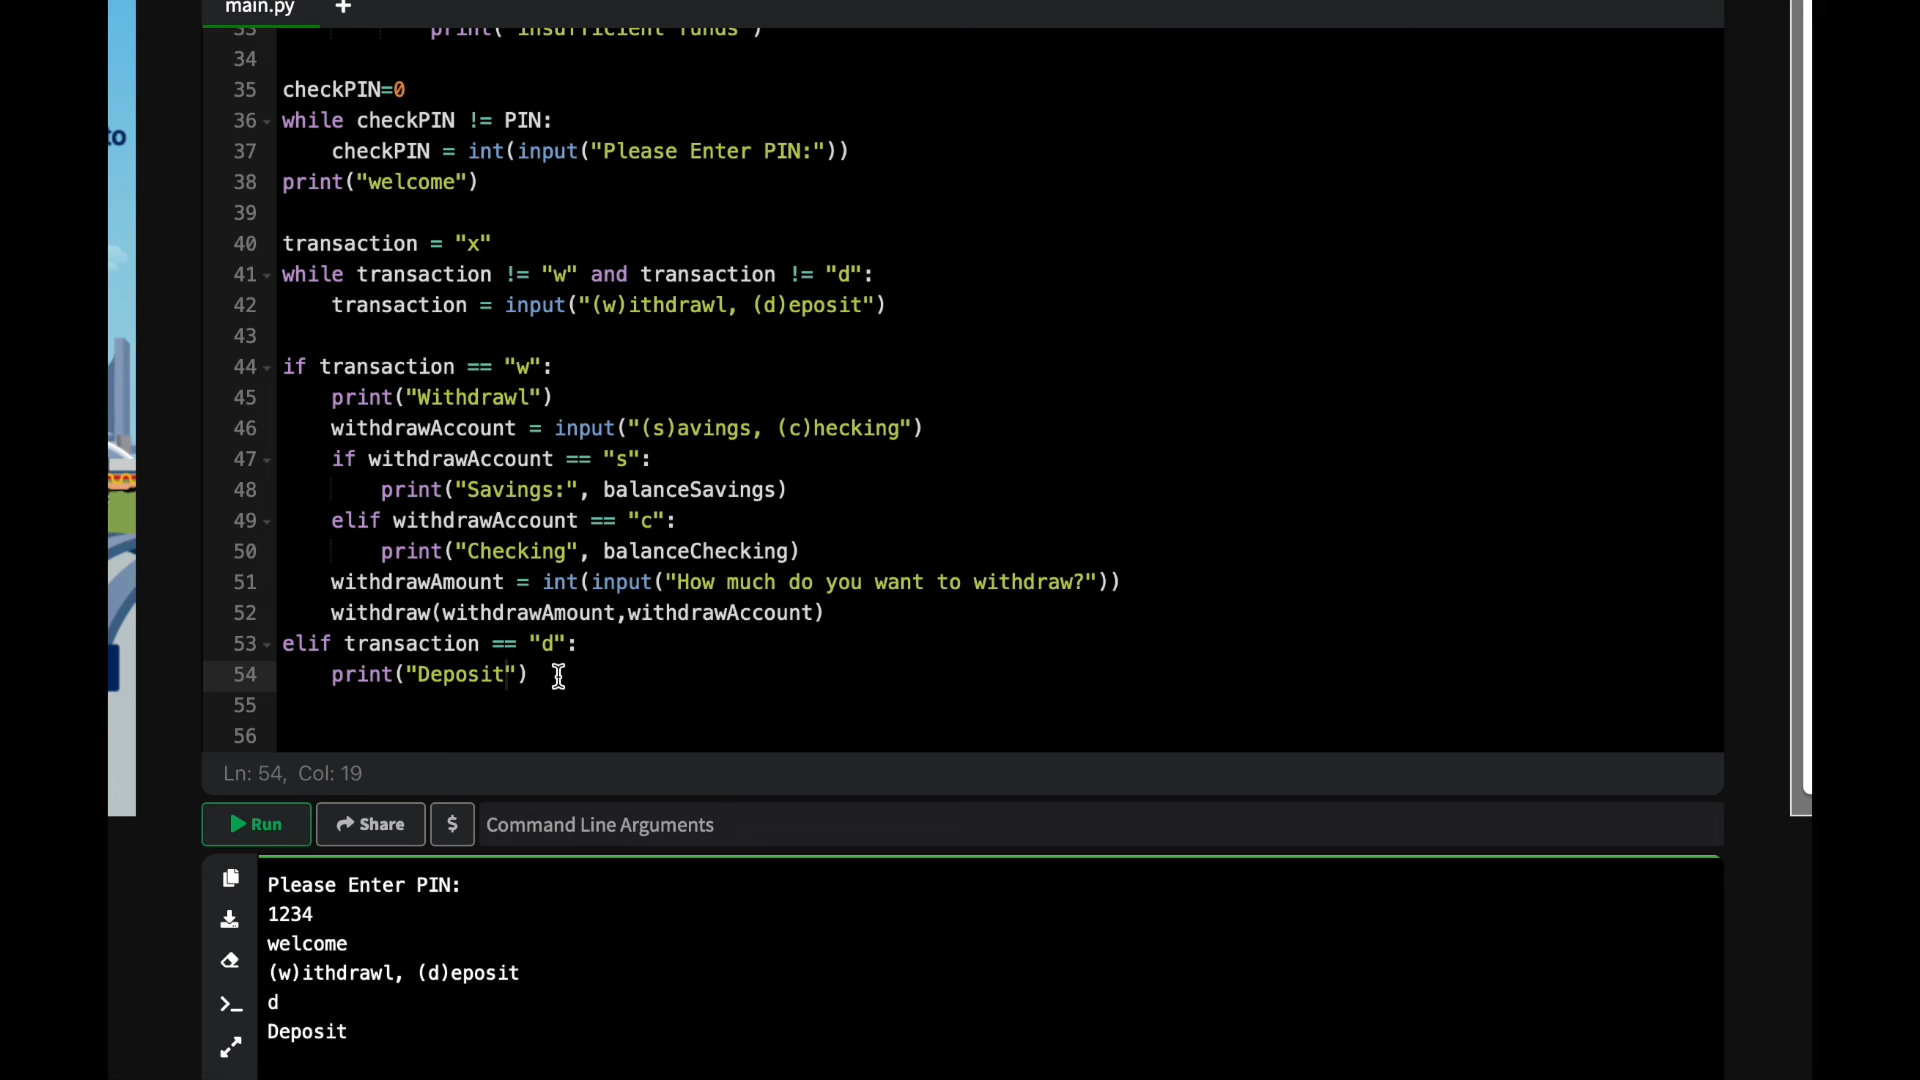 to
main.py +
33 print("insufficient funds")
34
35 checkPIN=0
36 while checkPIN != PIN:
37 checkPIN = int(input("Please Enter PIN:"))
38 print("welcome")
39
40 transaction = "x"
41 while transaction != "w" and transaction != "d":
42 transaction = input("(w)ithdrawl, (d)eposit")
43
44 if transaction == "w":
45 print("Withdrawl")
46 withdrawAccount = input("(s)avings, (c)hecking")
47 if withdrawAccount == "s":
48 print("Savings:", balanceSavings)
49 elif withdrawAccount == "c":
50 print("Checking", balanceChecking)
51 withdrawAmount = int(input("How much do you want to withdraw?"))
52 withdraw(withdrawAmount,withdrawAccount)
53 elif transaction == "d":
54 print("Deposit")
55
56
Ln: 54, Col: 19
Run Share $ Command Line Arguments
Please Enter PIN:
1234
welcome
(w)ithdrawl, (d)eposit
d
Deposit